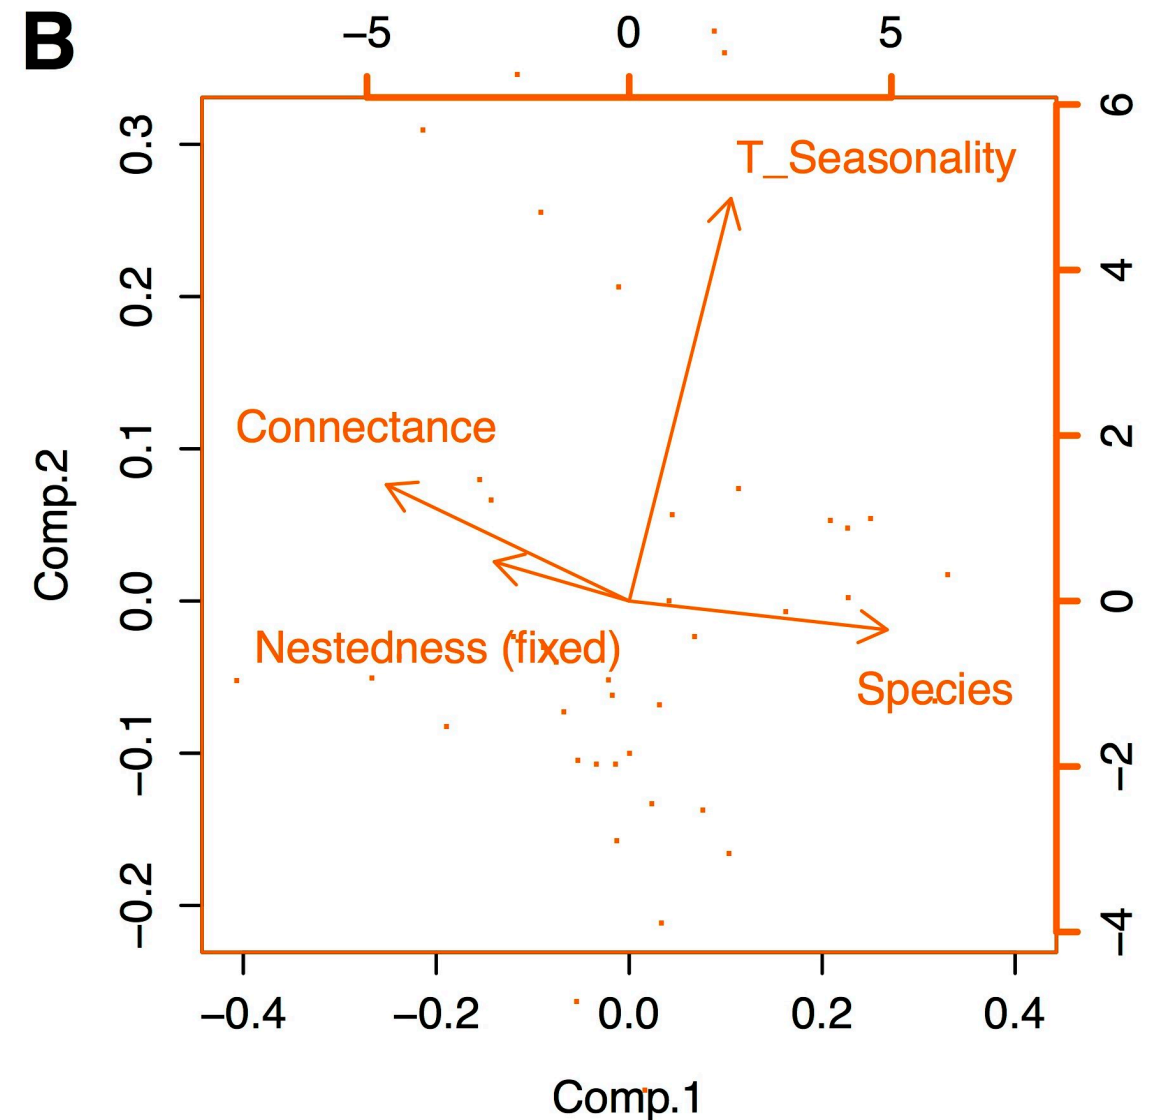 B
−5 0 5
T_Seasonality
Connectance
Nestedness (fixed)
Species
0.3
0.2
0.1
0.0
−0.1
−0.2
Comp.2
6
4
2
0
−2
−4
−0.4 −0.2 0.0 0.2 0.4
Comp.1